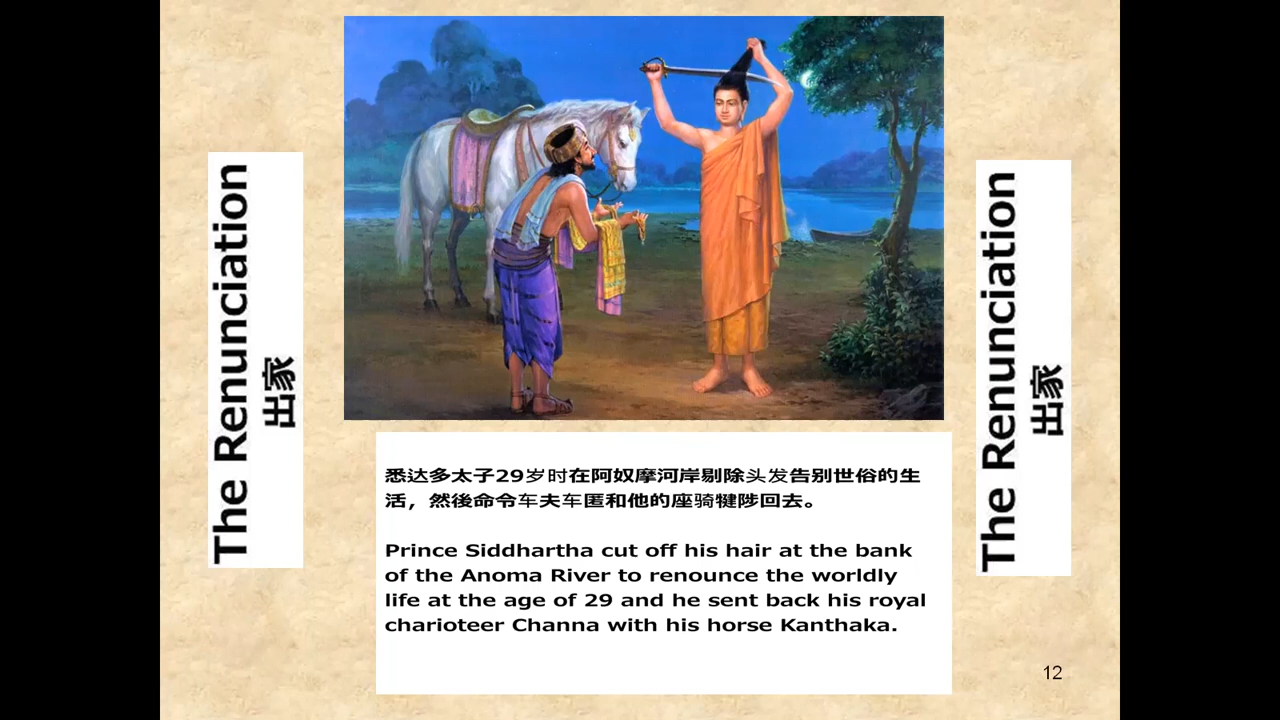 The Renunciation
出家
悉达多太子29岁时在阿奴摩河岸剔除头发告别世俗的生
活，然後命令车夫车匿和他的座骑犍陟回去。
Prince Siddhartha cut off his hair at the bank
of the Anoma River to renounce the worldly
life at the age of 29 and he sent back his royal
charioteer Channa with his horse Kanthaka.
The Renunciation
出家
12